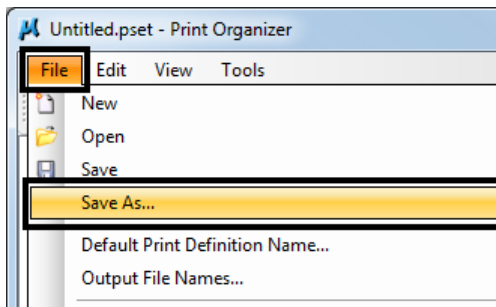 Untitled.pset - Print Organizer
File Edit View Tools
New
Open
Save
Save As...
Default Print Definition Name...
Output File Names...